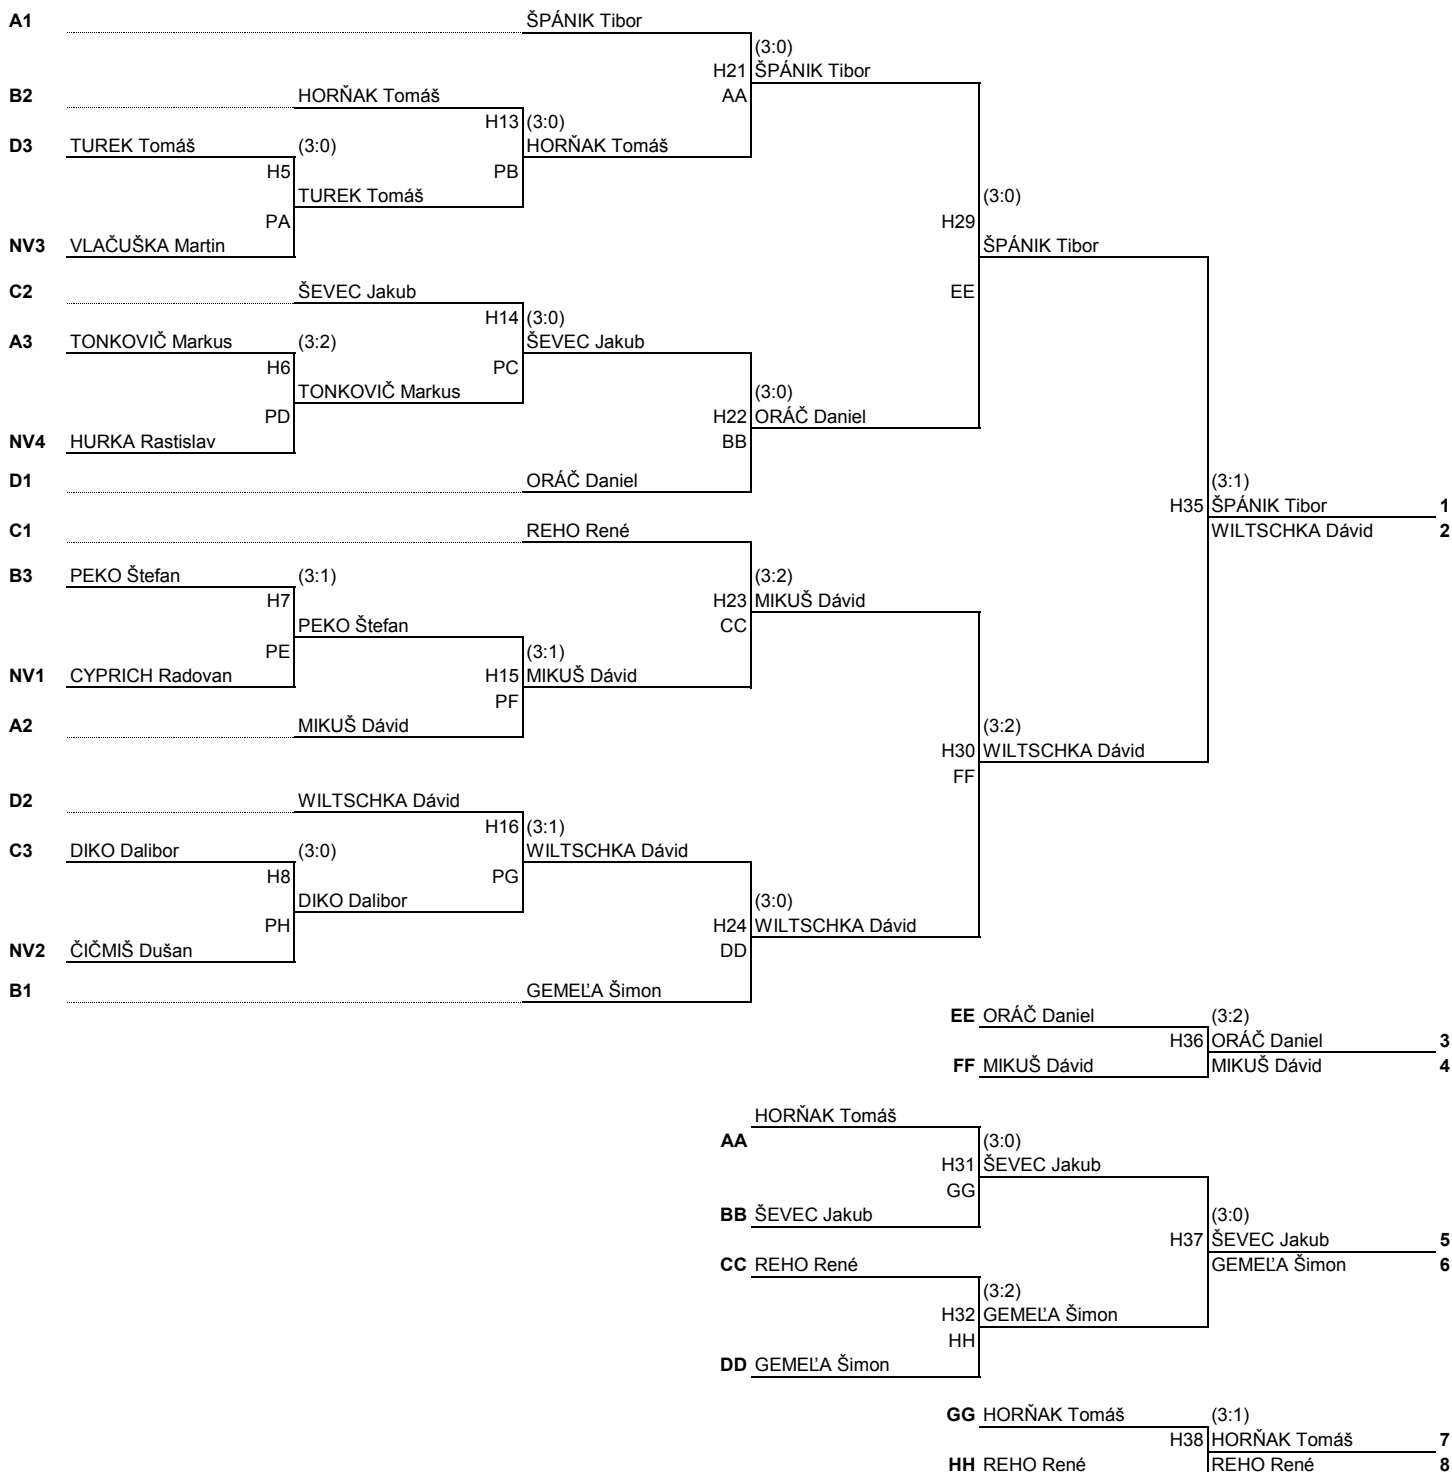 A1 ŠPÁNIK Tibor
(3:0)
H21 ŠPÁNIK Tibor
B2 HORŇAK Tomáš AA
H13 (3:0)
D3 TUREK Tomáš (3:0) HORŇAK Tomáš
H5 PB
TUREK Tomáš (3:0)
PA H29
NV3 VLAČUŠKA Martin ŠPÁNIK Tibor
C2 ŠEVEC Jakub EE
H14 (3:0)
A3 TONKOVIČ Markus (3:2) ŠEVEC Jakub
H6 PC
TONKOVIČ Markus (3:0)
PD H22 ORÁČ Daniel
NV4 HURKA Rastislav BB
D1 ORÁČ Daniel (3:1)
H35 ŠPÁNIK Tibor 1
C1 REHO René WILTSCHKA Dávid 2
B3 PEKO Štefan (3:1) (3:2)
H7 H23 MIKUŠ Dávid
PEKO Štefan CC
PE (3:1)
NV1 CYPRICH Radovan H15 MIKUŠ Dávid
PF
A2 MIKUŠ Dávid (3:2)
H30 WILTSCHKA Dávid
FF
D2 WILTSCHKA Dávid
H16 (3:1)
C3 DIKO Dalibor (3:0) WILTSCHKA Dávid
H8 PG
DIKO Dalibor (3:0)
PH H24 WILTSCHKA Dávid
NV2 ČIČMIŠ Dušan DD
B1 GEMEĽA Šimon
EE ORÁČ Daniel (3:2)
H36 ORÁČ Daniel 3
FF MIKUŠ Dávid MIKUŠ Dávid 4
HORŇAK Tomáš
AA (3:0)
H31 ŠEVEC Jakub
GG
BB ŠEVEC Jakub (3:0)
H37 ŠEVEC Jakub 5
CC REHO René GEMEĽA Šimon 6
(3:2)
H32 GEMEĽA Šimon
HH
DD GEMEĽA Šimon
GG HORŇAK Tomáš (3:1)
H38 HORŇAK Tomáš 7
HH REHO René REHO René 8